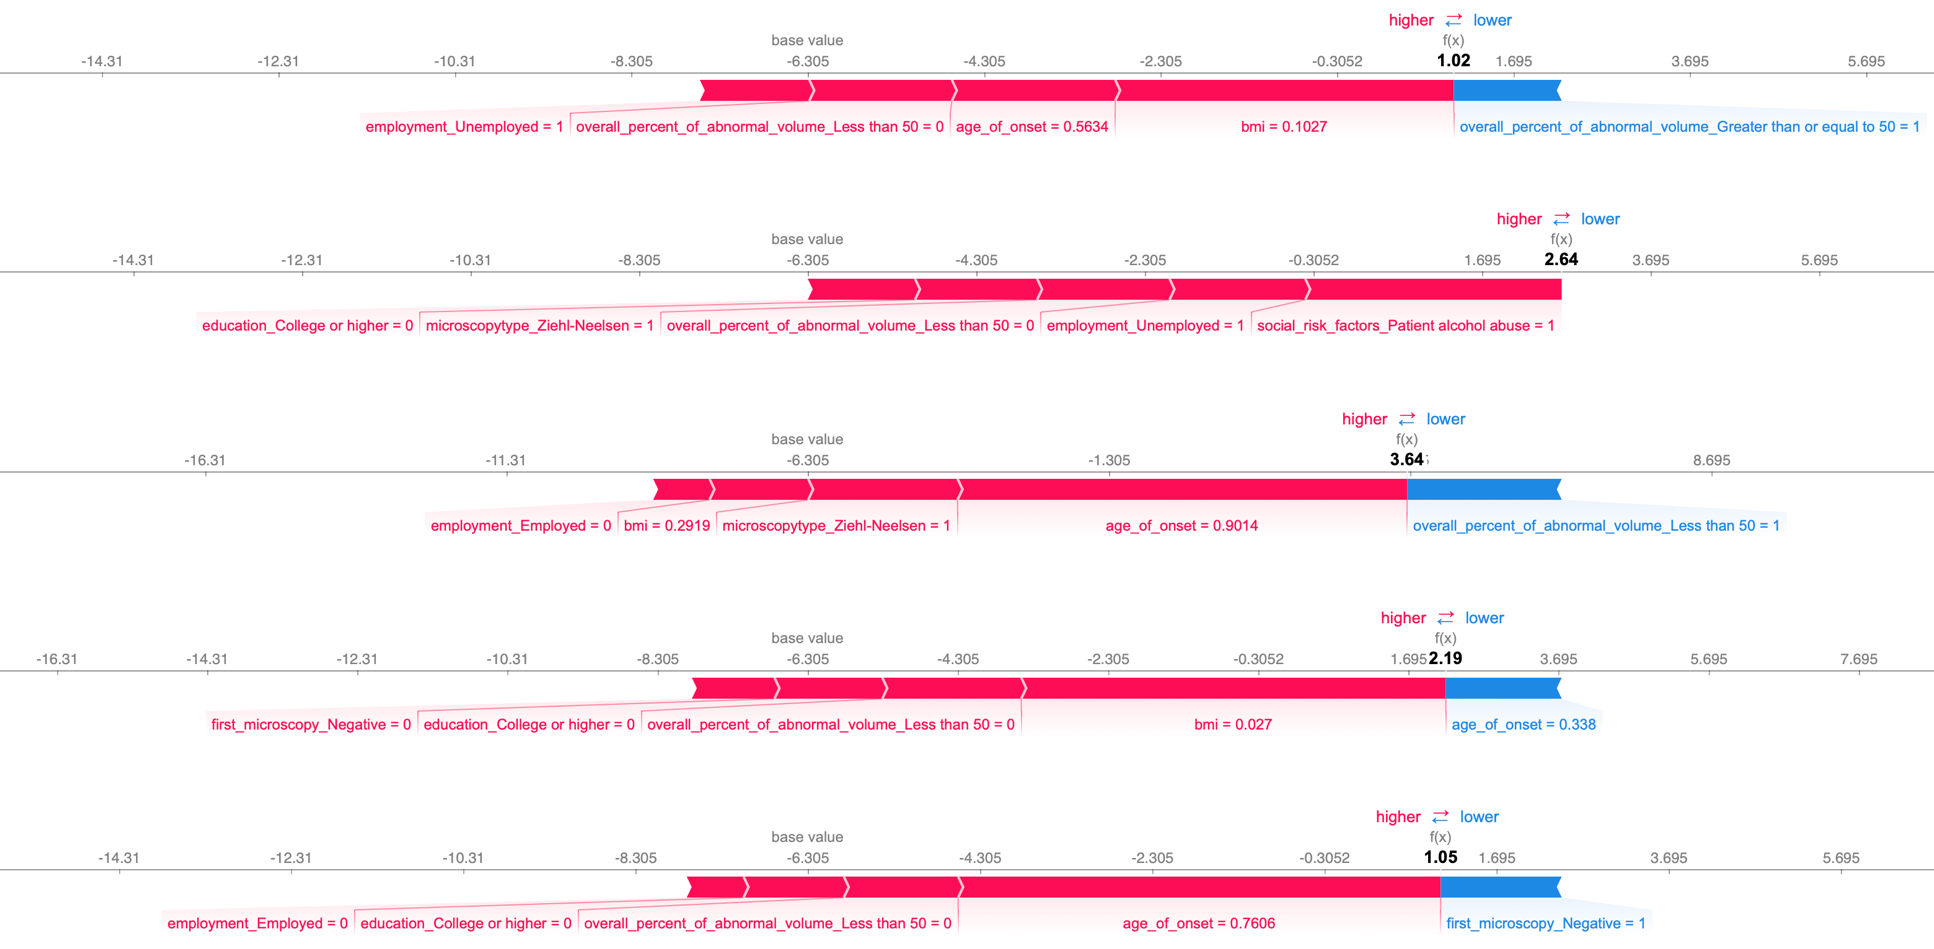 higher ⇄ lower
base value f(x)
-14.31 -12.31 -10.31 -8.305 -6.305 -4.305 -2.305 -0.3052 1.02 1.695 3.695 5.695
employment_Unemployed = 1 overall_percent_of_abnormal_volume_Less than 50 = 0 age_of_onset = 0.5634 bmi = 0.1027 overall_percent_of_abnormal_volume_Greater than or equal to 50 = 1
higher ⇄ lower
base value f(x)
-14.31 -12.31 -10.31 -8.305 -6.305 -4.305 -2.305 -0.3052 1.695 2.64 3.695 5.695
education_College or higher = 0 microscopytype_Ziehl-Neelsen = 1 overall_percent_of_abnormal_volume_Less than 50 = 0 employment_Unemployed = 1 social_risk_factors_Patient alcohol abuse = 1
higher ⇄ lower
base value f(x)
-16.31 -11.31 -6.305 -1.305 3.64 8.695
employment_Employed = 0 bmi = 0.2919 microscopytype_Ziehl-Neelsen = 1 age_of_onset = 0.9014 overall_percent_of_abnormal_volume_Less than 50 = 1
higher ⇄ lower
base value f(x)
-16.31 -14.31 -12.31 -10.31 -8.305 -6.305 -4.305 -2.305 -0.3052 1.695 2.19 3.695 5.695 7.695
first_microscopy_Negative = 0 education_College or higher = 0 overall_percent_of_abnormal_volume_Less than 50 = 0 bmi = 0.027 age_of_onset = 0.338
higher ⇄ lower
base value f(x)
-14.31 -12.31 -10.31 -8.305 -6.305 -4.305 -2.305 -0.3052 1.05 1.695 3.695 5.695
employment_Employed = 0 education_College or higher = 0 overall_percent_of_abnormal_volume_Less than 50 = 0 age_of_onset = 0.7606 first_microscopy_Negative = 1